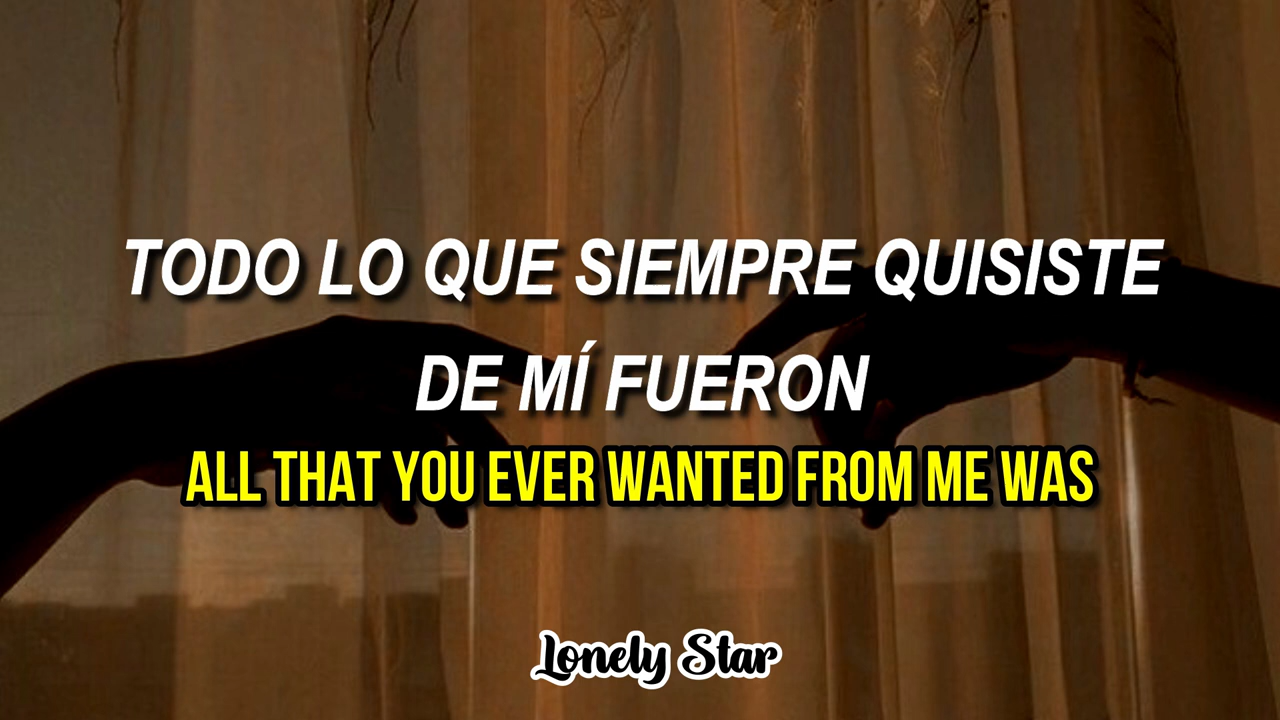 TODO LO QUE SIEMPRE QUISISTE
DE MÍ FUERON
ALL THAT YOU EVER WANTED FROM ME WAS
Lonely Star